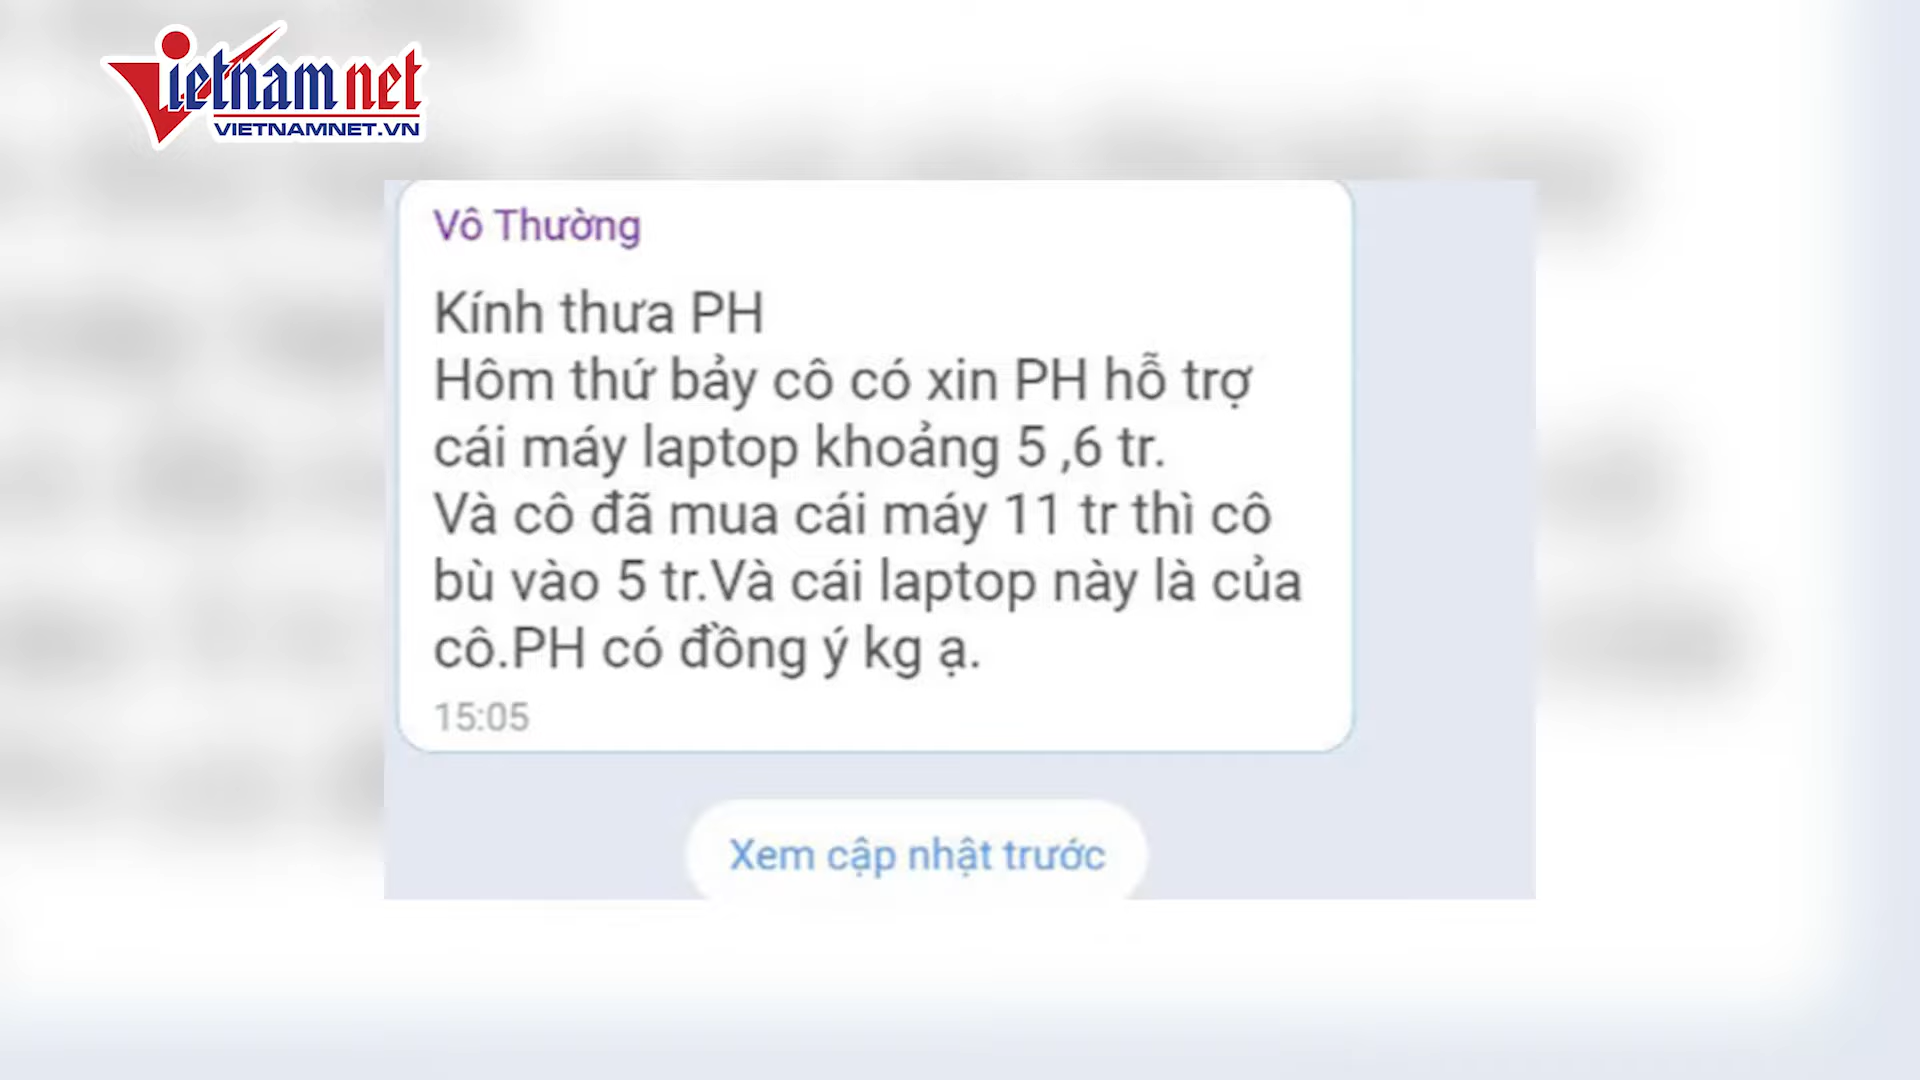 Vietnamnet
VIETNAMNET.VN
Vô Thường
Kính thưa PH
Hôm thứ bảy cô có xin PH hỗ trợ
cái máy laptop khoảng 5 ,6 tr.
Và cô đã mua cái máy 11 tr thì cô
bù vào 5 tr.Và cái laptop này là của
cô.PH có đồng ý kg ạ.
15:05
Xem cập nhật trước